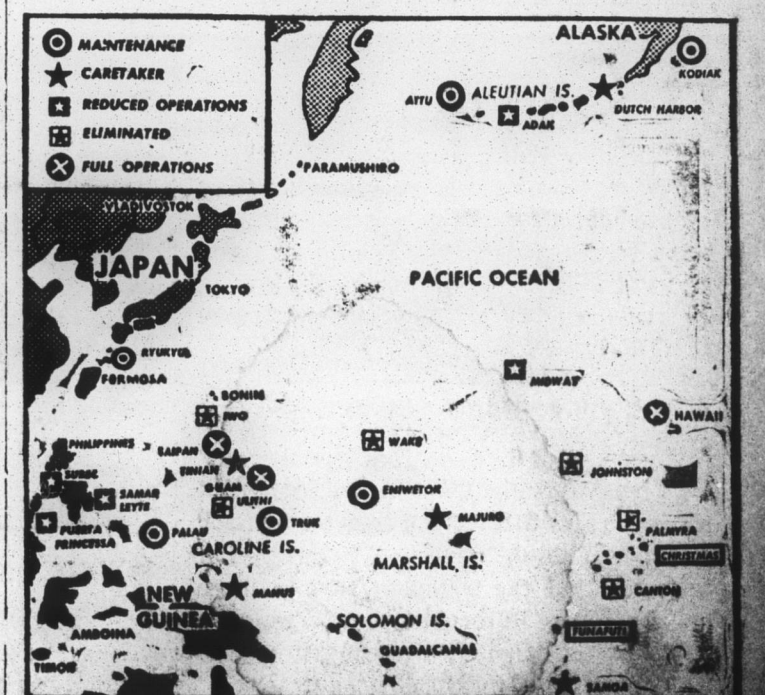 MAINTENANCE
CARETAKER
REDUCED OPERATIONS
ELIMINATED
FULL OPERATIONS
ALASKA
KODIAK
ATTU
ALEUTIAN IS.
DUTCH HARBOR
ADAK
PARAMUSHIRO
VLADIVOSTOK
JAPAN
TOKYO
PACIFIC OCEAN
RYUKYUS
FORMOSA
MIDWAY
BONIN
IWO
HAWAII
PHILIPPINES
SAIPAN
WAKE
TINIAN
JOHNSTON
SUBIC
GUAM
SAMAR
LEYTE
ULITHI
ENIWETOK
PUERTA
PRINCESSA
PALAU
TRUK
MAJURO
PALMYRA
CAROLINE IS.
CHRISTMAS
MARSHALL IS.
MANUS
CANTON
NEW
GUINEA
SOLOMON IS.
AMBOINA
FUNAFUTI
GUADALCANAL
TIMOR
SAMOA